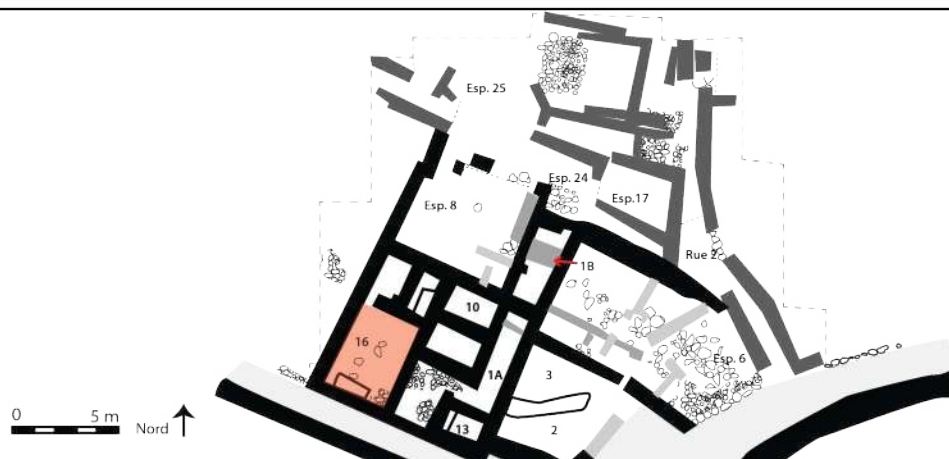 Esp. 25
Esp. 24
Esp.17
Esp. 8
Rue 2
1B
10
16
Esp. 6
1A
3
0 5 m
Nord
13
2